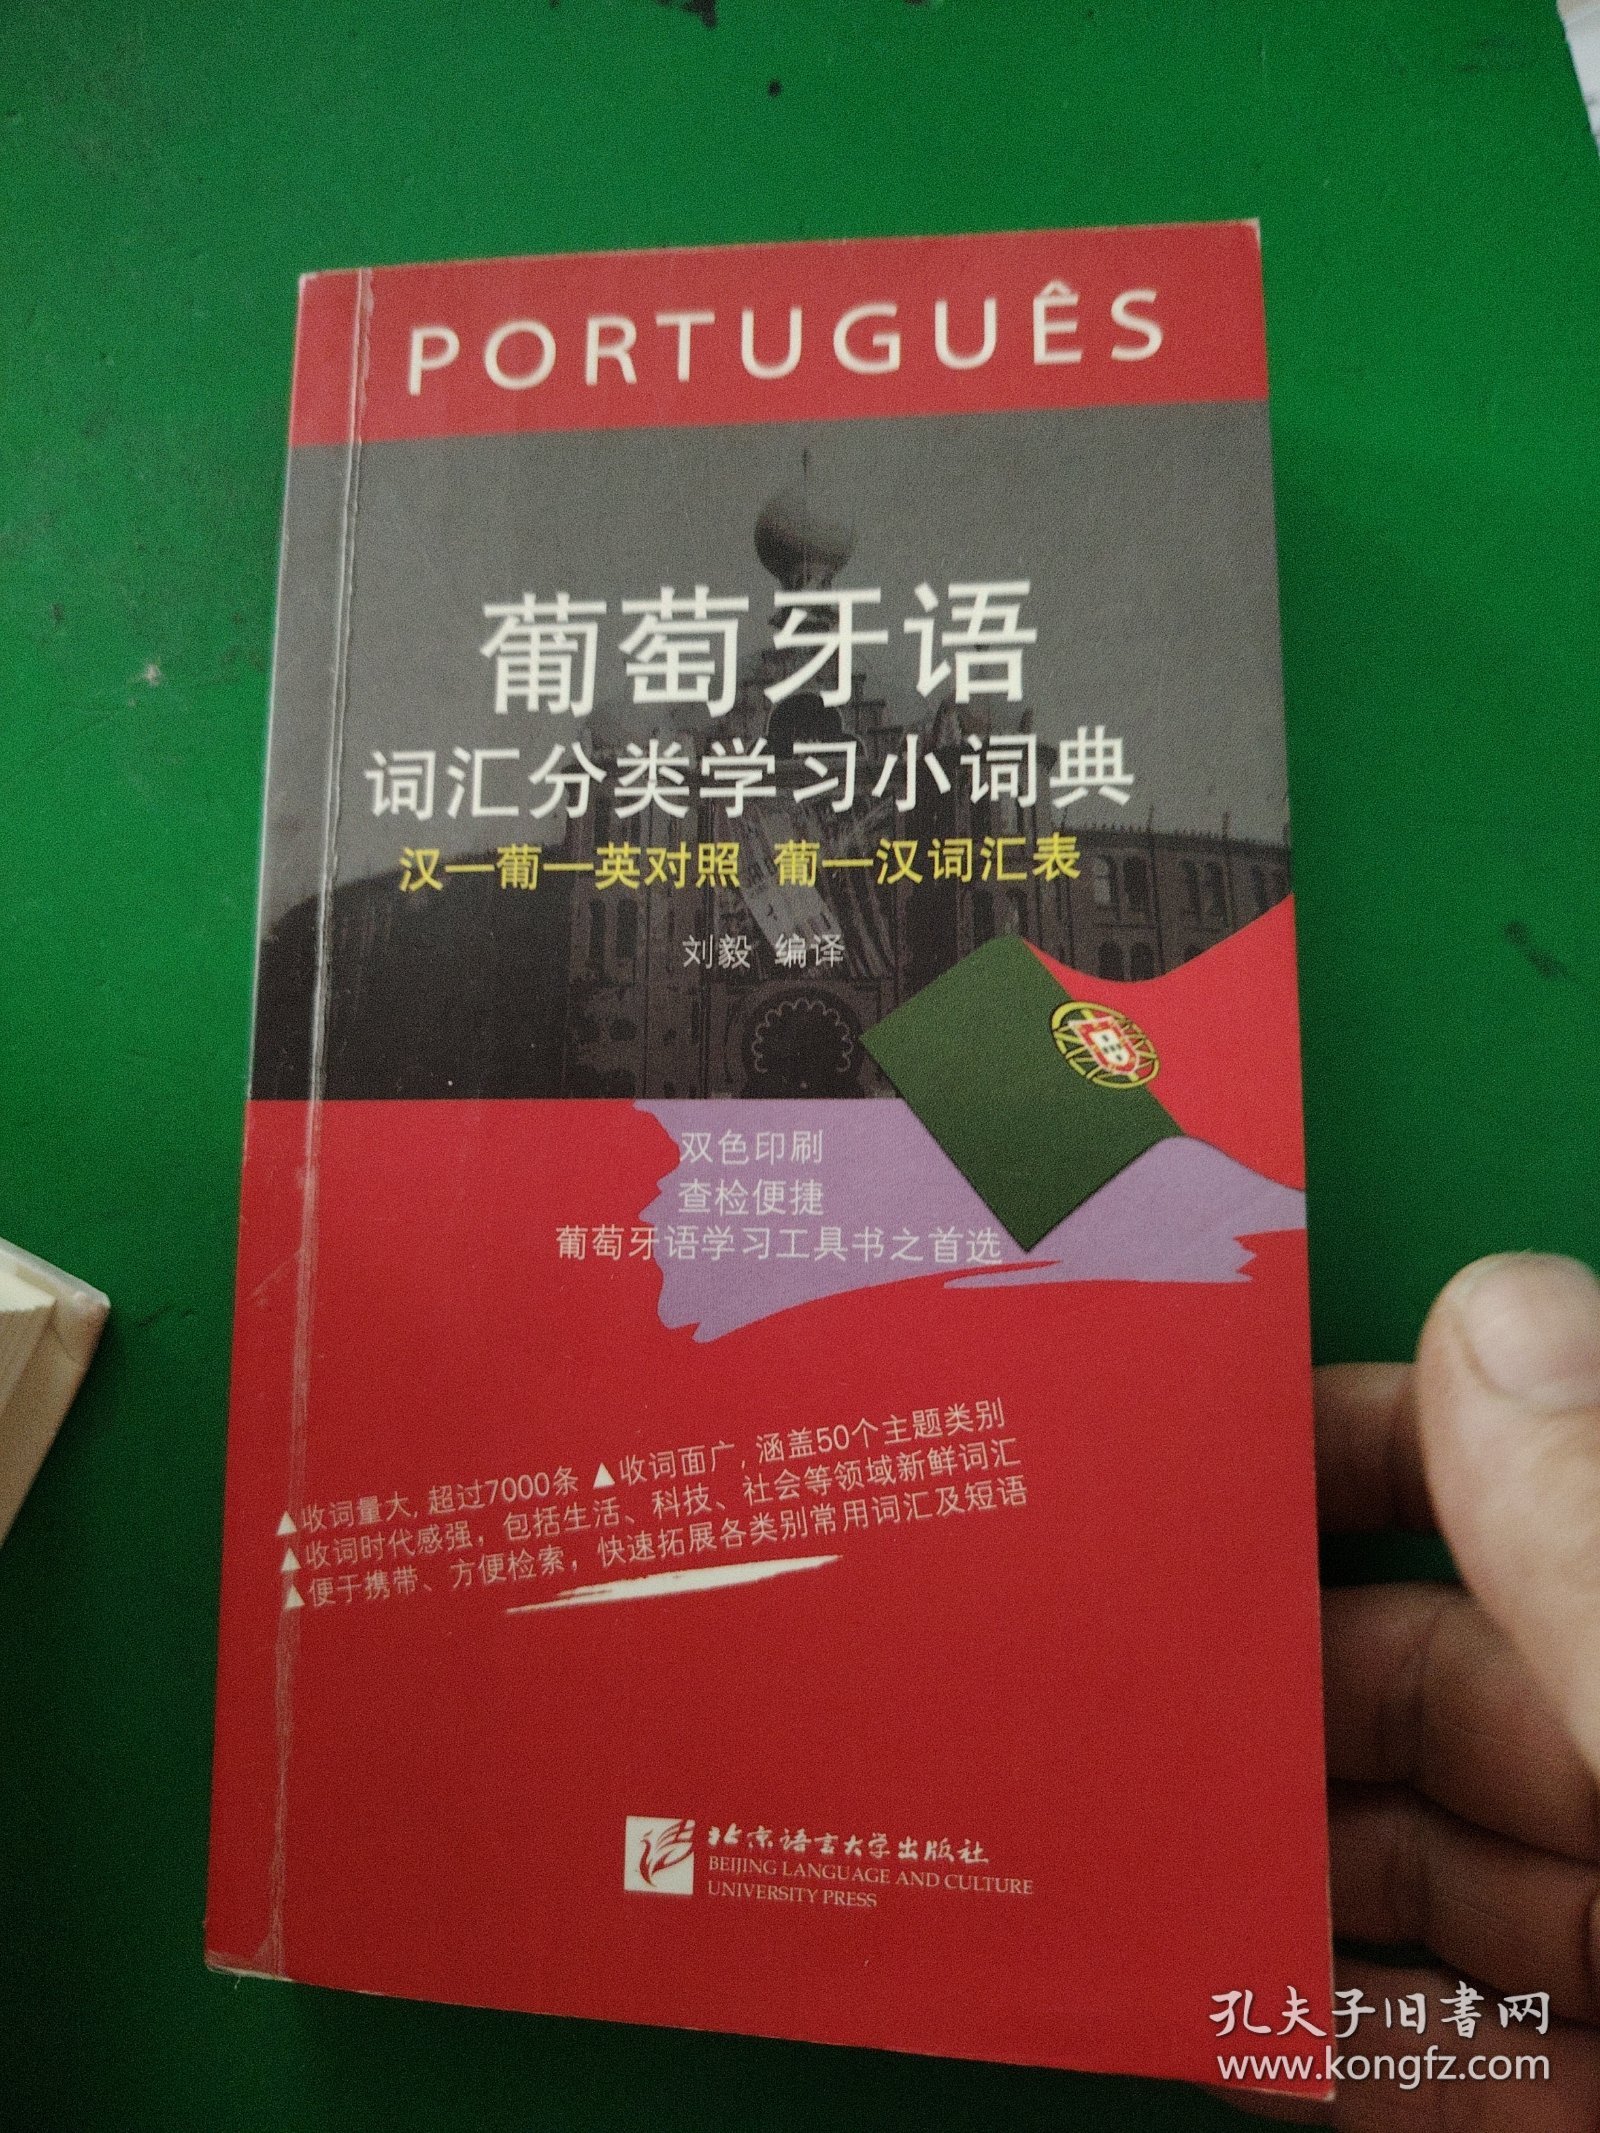 PORTUGUÊS
葡萄牙语
词汇分类学习小词典
汉—葡—英对照 葡—汉词汇表
刘毅 编译
双色印刷
查检便捷
葡萄牙语学习工具书之首选
▲收词量大,超过7000条 ▲收词面广,涵盖50个主题类别
▲收词时代感强，包括生活、科技、社会等领域新鲜词汇
▲便于携带、方便检索，快速拓展各类别常用词汇及短语
北京语言大学出版社
BEIJING LANGUAGE AND CULTURE
UNIVERSITY PRESS
孔夫子旧书网
www.kongfz.com